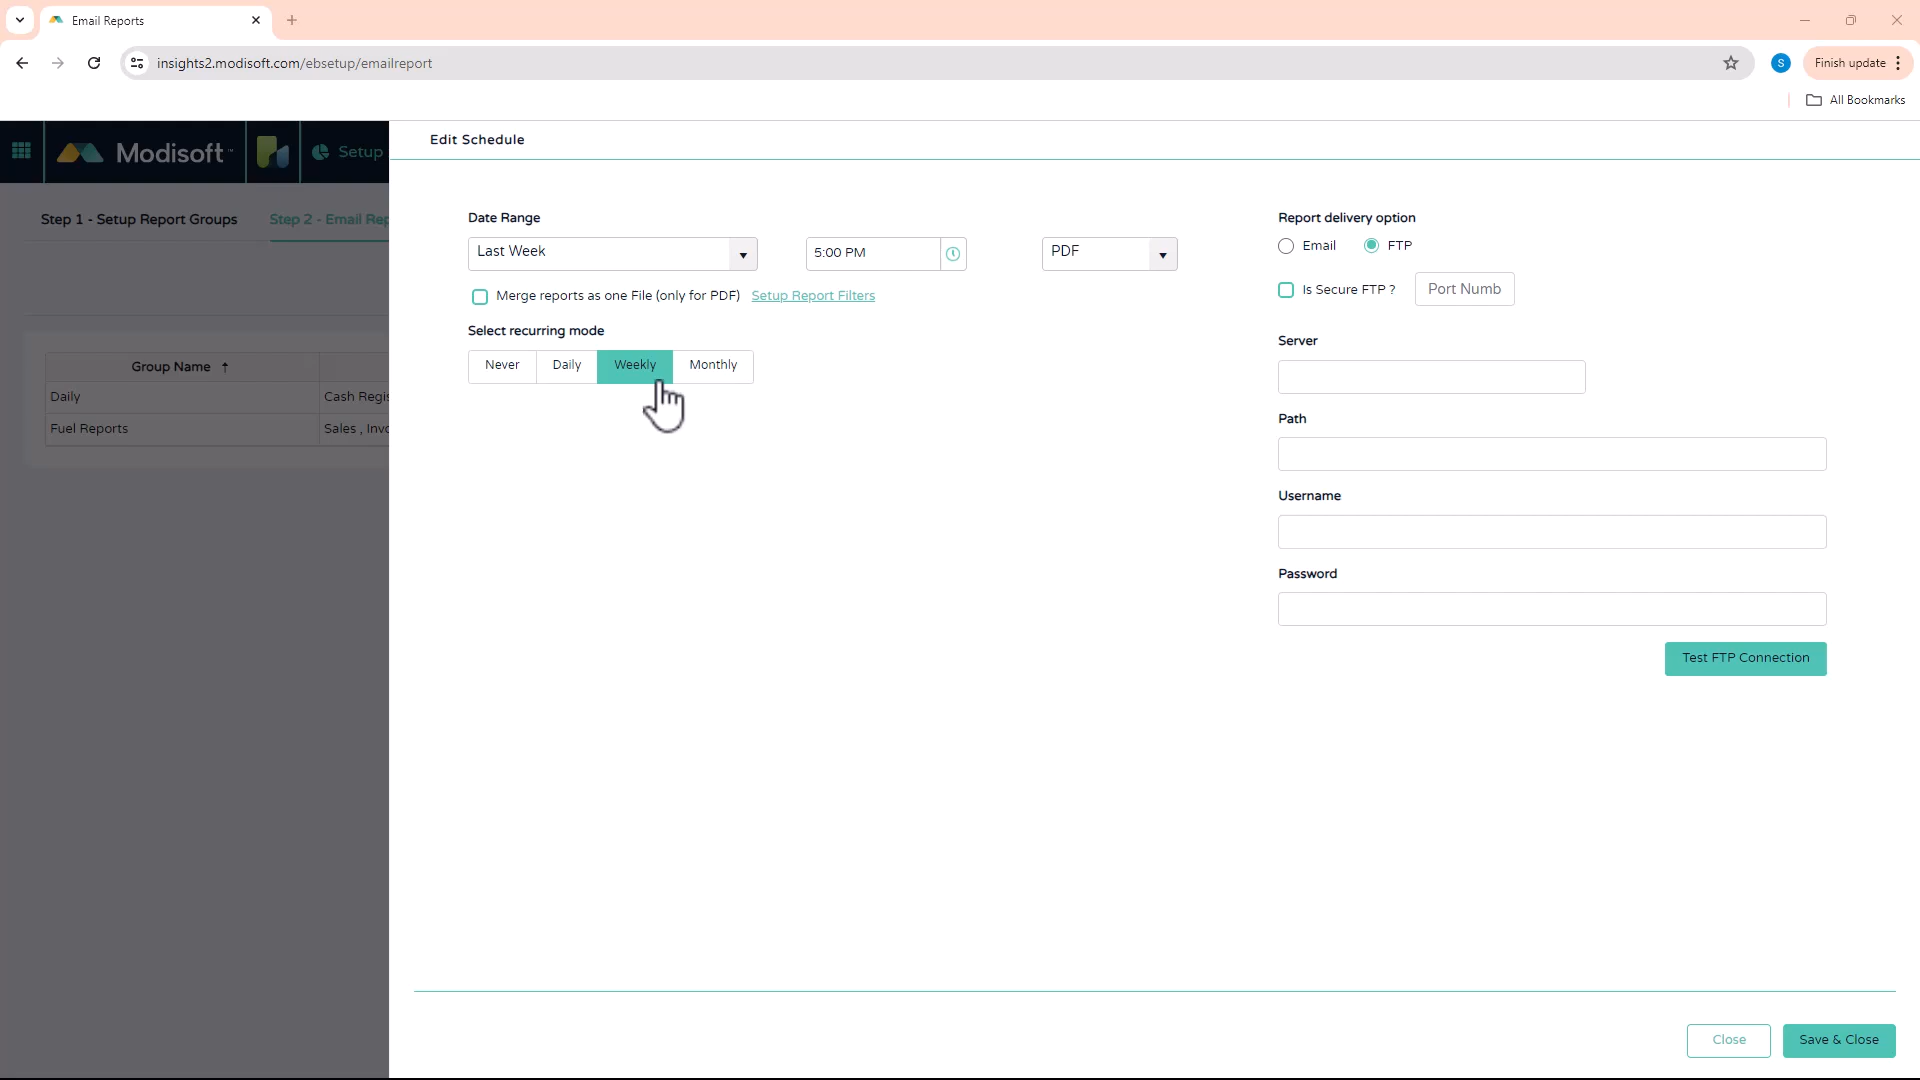 Email Reports
insights2.modisoft.com/ebsetup/emailreport
S
Finish update
All Bookmarks
Modisoft™
Setup
Edit Schedule
Step 1 - Setup Report Groups
Step 2 - Email Rep
Group Name ↑
Daily
Cash Regis
Fuel Reports
Sales , Invo
Date Range
Last Week
5:00 PM
PDF
Merge reports as one File (only for PDF)
Setup Report Filters
Select recurring mode
Never
Daily
Weekly
Monthly
Report delivery option
Email
FTP
Is Secure FTP ?
Port Numb
Server
Path
Username
Password
Test FTP Connection
Close
Save & Close